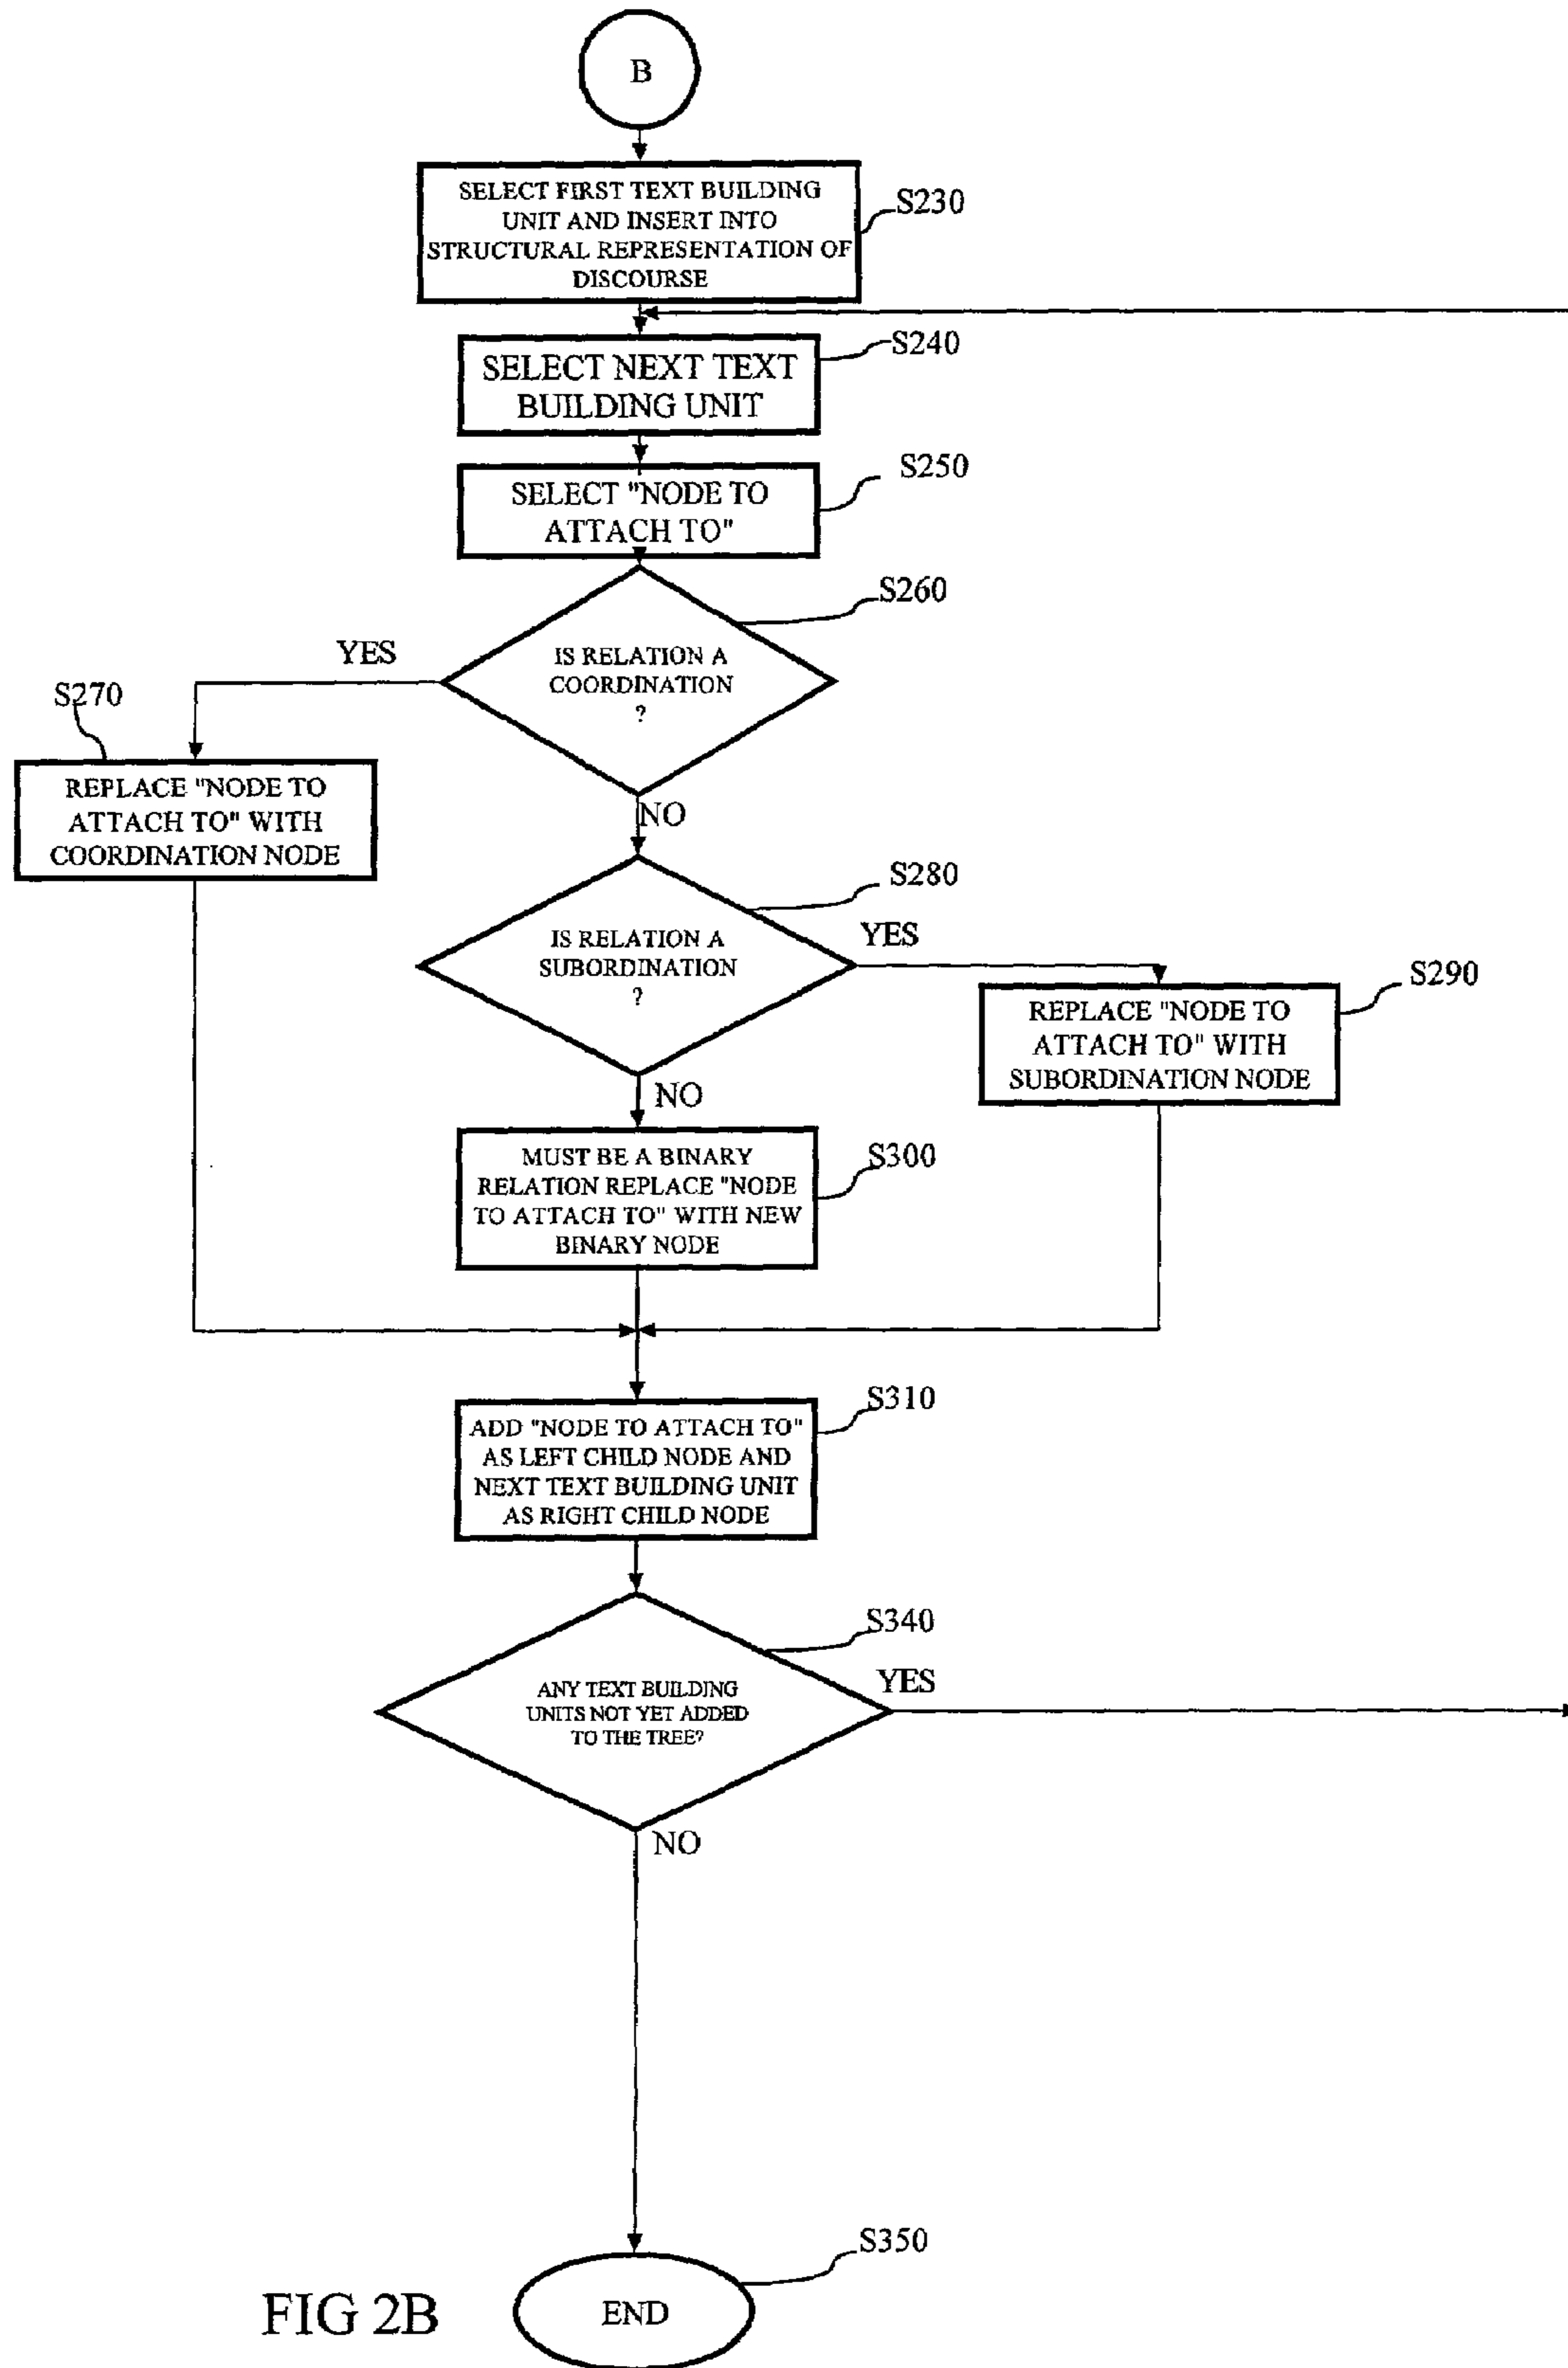 B
SELECT FIRST TEXT BUILDING
UNIT AND INSERT INTO
STRUCTURAL REPRESENTATION OF
DISCOURSE
S230
SELECT NEXT TEXT
BUILDING UNIT
S240
SELECT "NODE TO
ATTACH TO"
S250
IS RELATION A
COORDINATION
?
S260
YES
S270
REPLACE "NODE TO
ATTACH TO" WITH
COORDINATION NODE
NO
IS RELATION A
SUBORDINATION
?
S280
YES
S290
REPLACE "NODE TO
ATTACH TO" WITH
SUBORDINATION NODE
NO
MUST BE A BINARY
RELATION REPLACE "NODE
TO ATTACH TO" WITH NEW
BINARY NODE
S300
ADD "NODE TO ATTACH TO"
AS LEFT CHILD NODE AND
NEXT TEXT BUILDING UNIT
AS RIGHT CHILD NODE
S310
ANY TEXT BUILDING
UNITS NOT YET ADDED
TO THE TREE?
S340
YES
NO
S350
END
FIG 2B